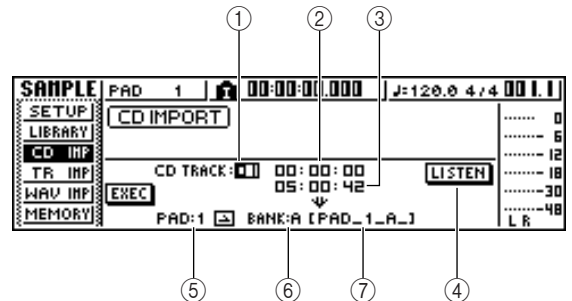 ① ② ③
SAMPLE PAD 1 00:00:00.000 ♩=120.0 4/4 001.1
SETUP
LIBRARY
CD IMP
TR IMP
WAV IMP
MEMORY
CD IMPORT
CD TRACK:01 00:00:00
05:00:42
LISTEN
EXEC
PAD:1 BANK:A [PAD_1_A_]
0
6
12
18
30
48
L R
⑤ ⑥ ⑦ ④